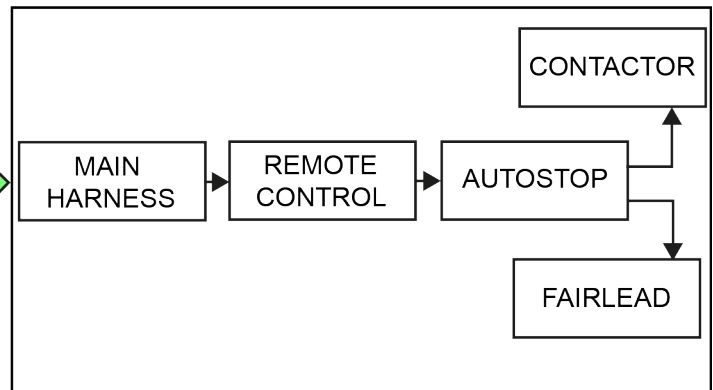 CONTACTOR
MAIN
HARNESS
REMOTE
CONTROL
AUTOSTOP
FAIRLEAD